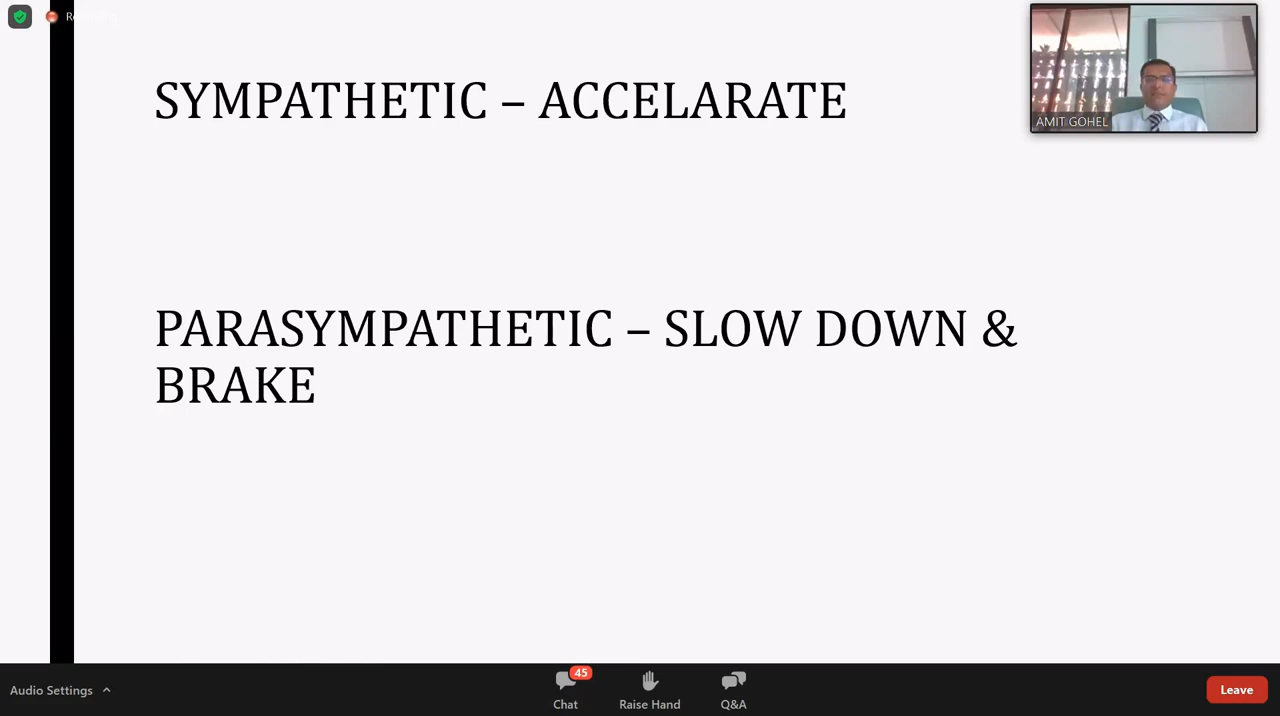 SYMPATHETIC – ACCELARATE
AMIT GOHEL
PARASYMPATHETIC – SLOW DOWN &
BRAKE
Audio Settings
45
Chat
Raise Hand
Q&A
Leave